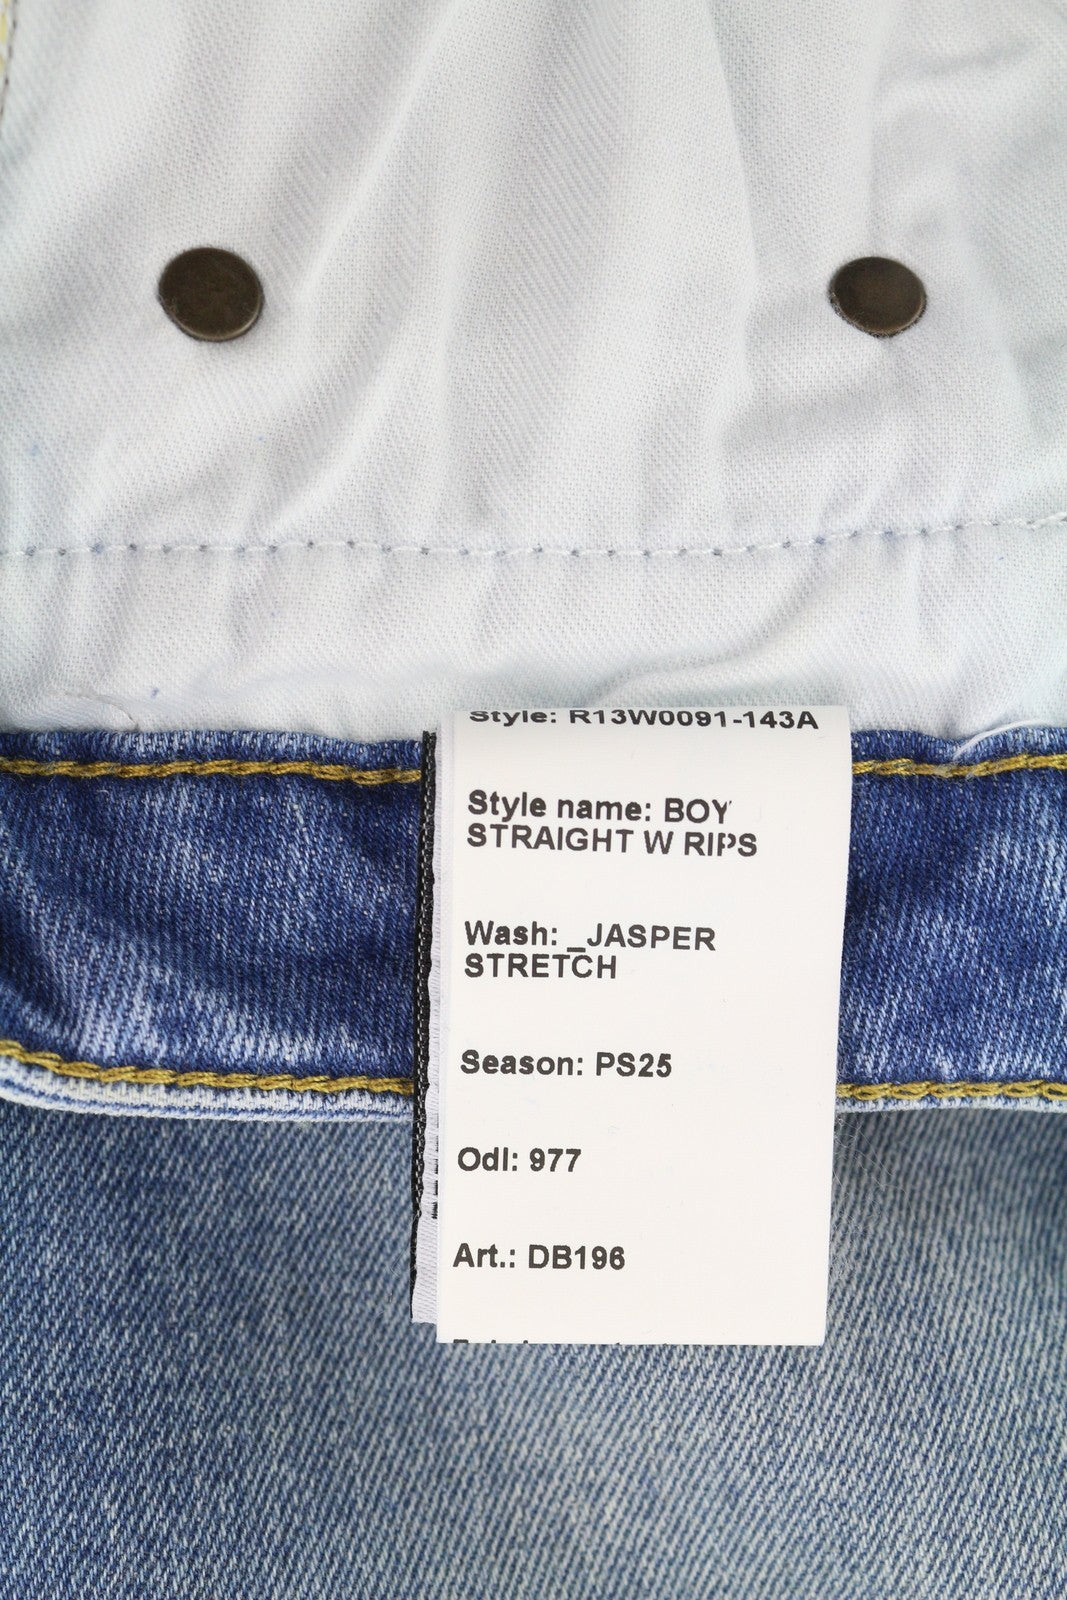 Style: R13W0091-143A
Style name: BOY
STRAIGHT W RIPS
Wash: _JASPER
STRETCH
Season: PS25
Odl: 977
Art.: DB196